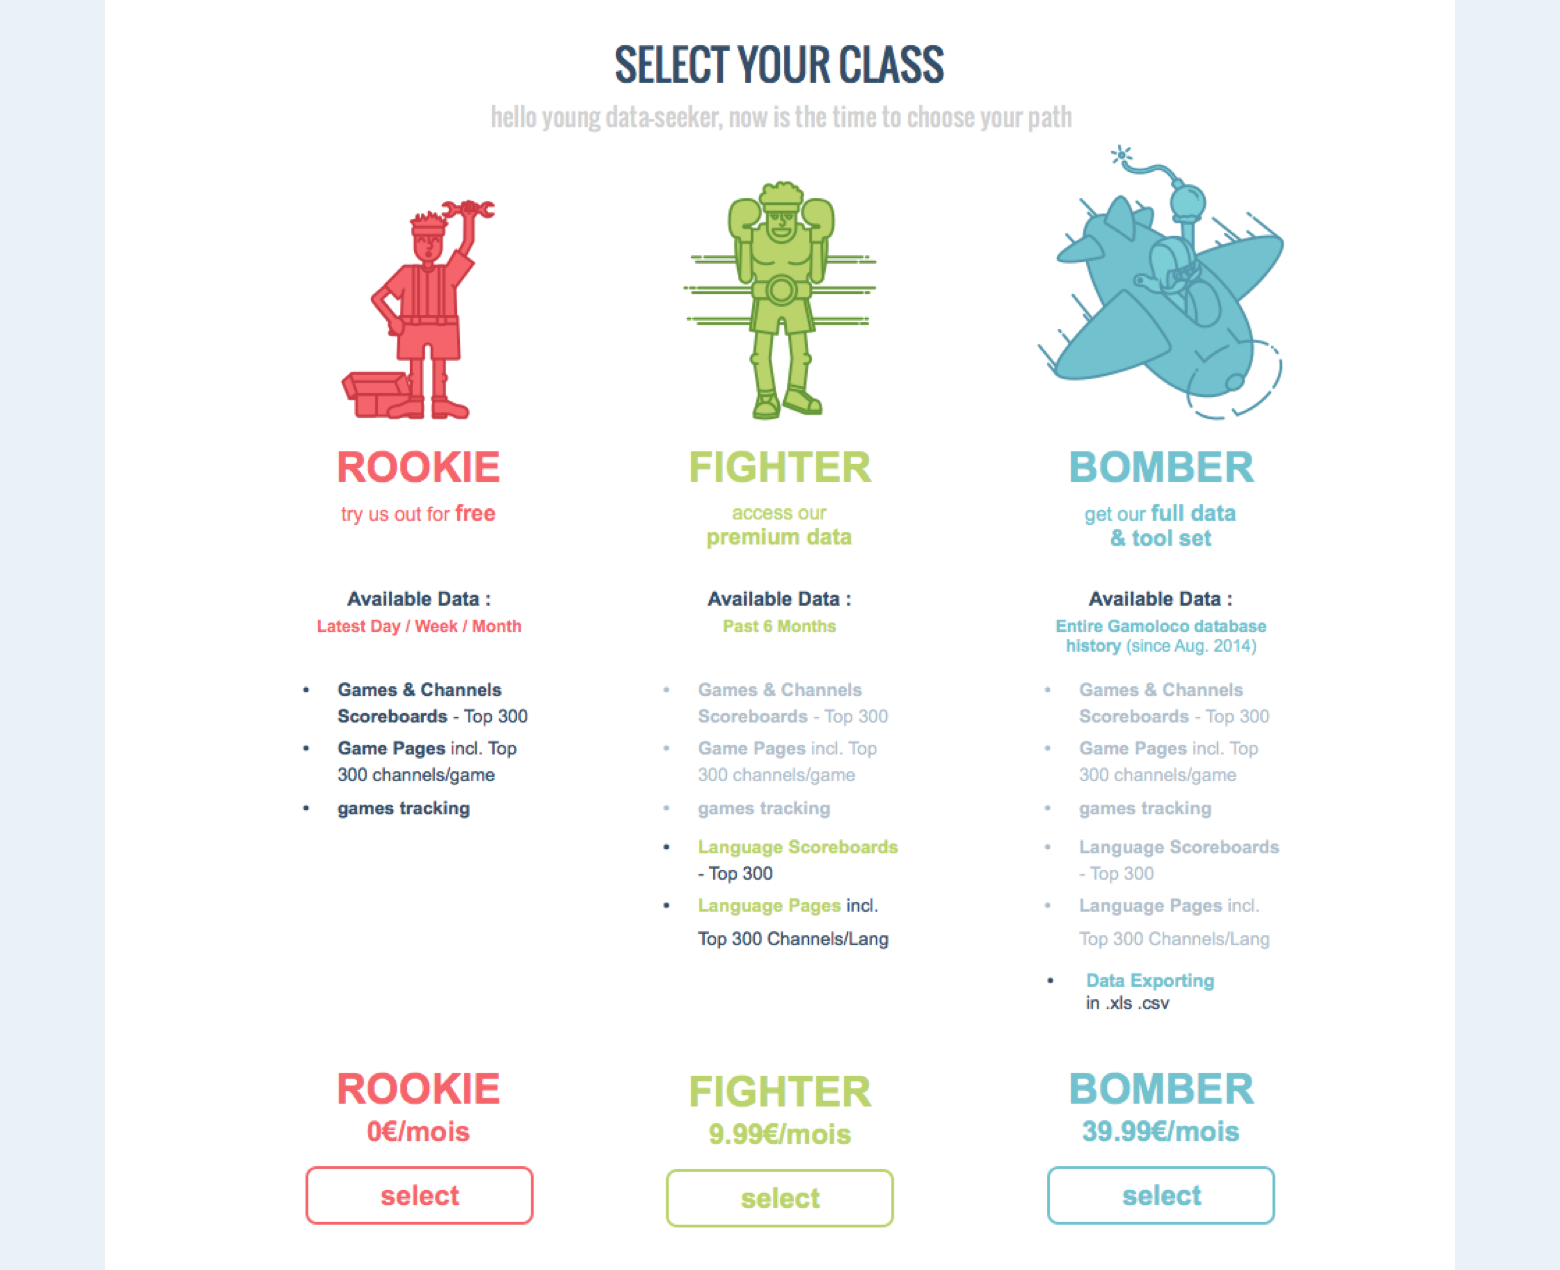 SELECT YOUR CLASS
hello young data-seeker, now is the time to choose your path
ROOKIE
try us out for free
Available Data :
Latest Day / Week / Month
• Games & Channels
Scoreboards - Top 300
• Game Pages incl. Top
300 channels/game
• games tracking
FIGHTER
access our
premium data
Available Data :
Past 6 Months
• Games & Channels
Scoreboards - Top 300
• Game Pages incl. Top
300 channels/game
• games tracking
• Language Scoreboards
- Top 300
• Language Pages incl.
Top 300 Channels/Lang
BOMBER
get our full data
& tool set
Available Data :
Entire Gamoloco database
history (since Aug. 2014)
• Games & Channels
Scoreboards - Top 300
• Game Pages incl. Top
300 channels/game
• games tracking
• Language Scoreboards
- Top 300
• Language Pages incl.
Top 300 Channels/Lang
• Data Exporting
in .xls .csv
ROOKIE
0€/mois
select
FIGHTER
9.99€/mois
select
BOMBER
39.99€/mois
select